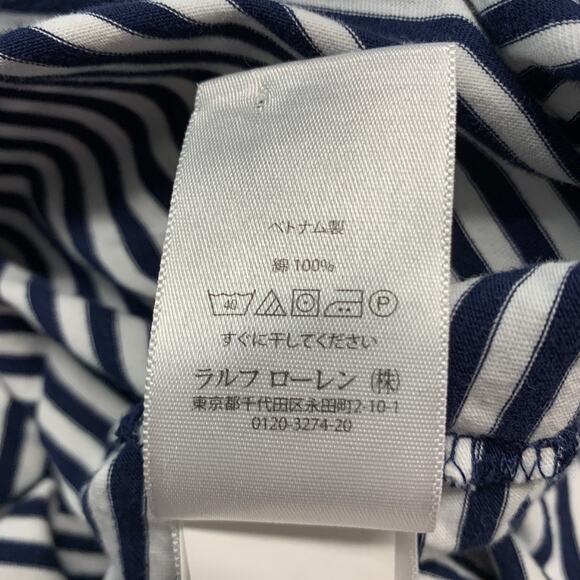 ベトナム製
綿 100%
40 P
すぐに干してください
ラルフ ローレン (株)
東京都千代田区永田町2-10-1
0120-3274-20